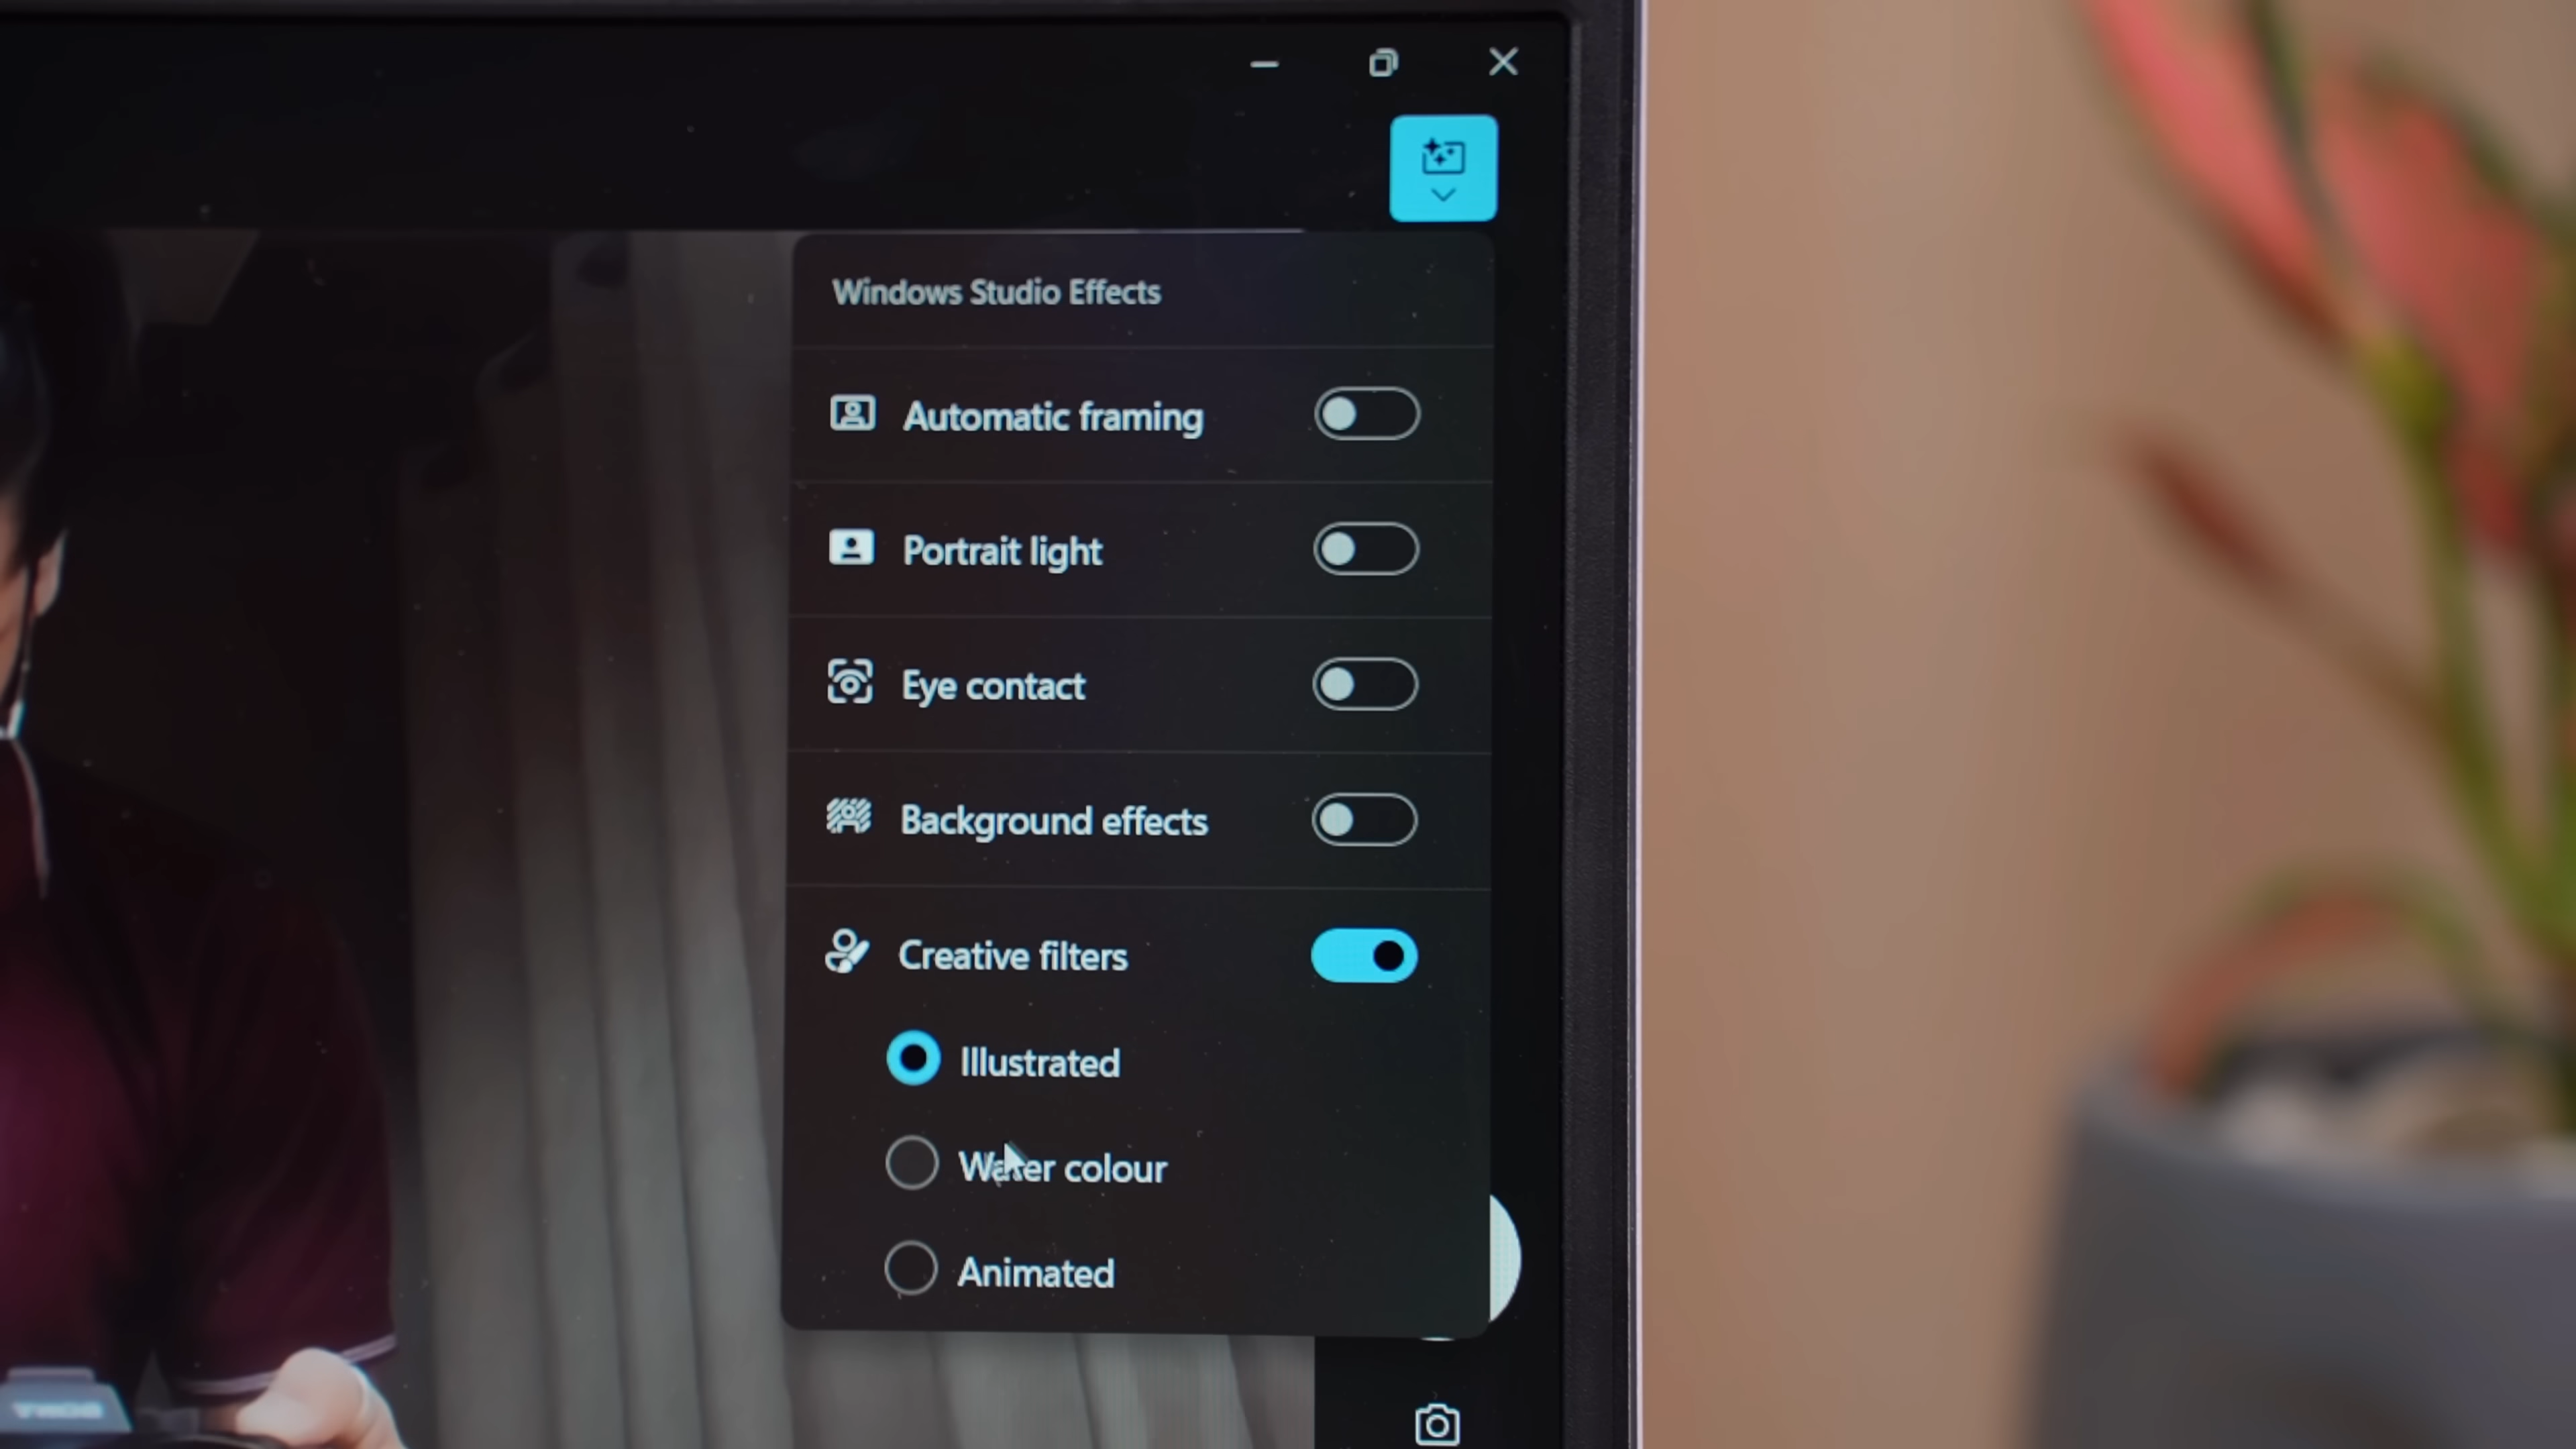 Windows Studio Effects
Automatic framing
Portrait light
Eye contact
Background effects
Creative filters
Illustrated
Water colour
Animated